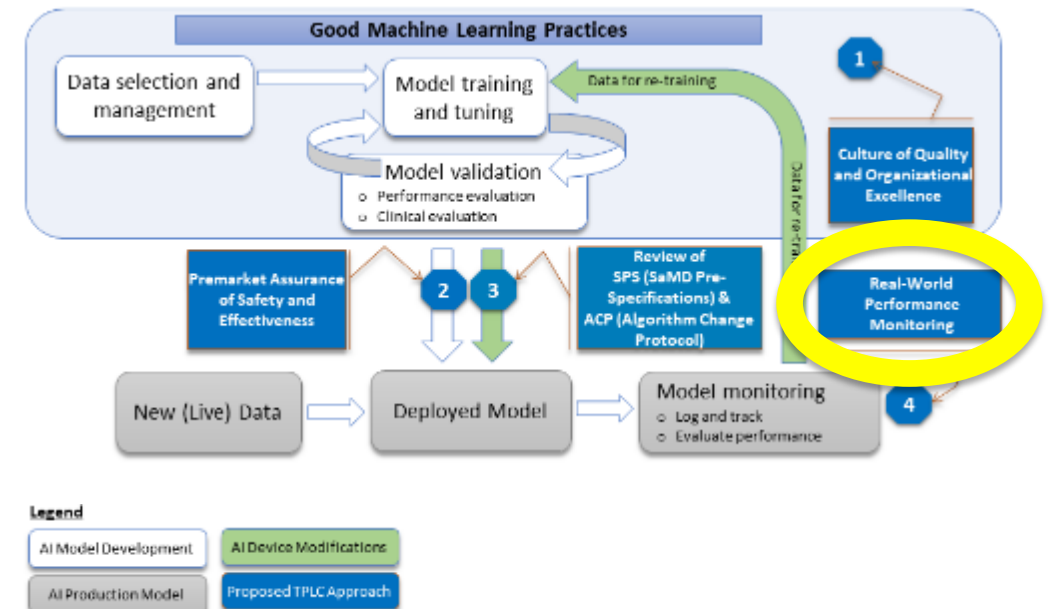 Good Machine Learning Practices
Data selection and
management
Model training
and tuning
Data for re-training
1
Culture of Quality
and Organizational
Excellence
Model validation
o Performance evaluation
o Clinical evaluation
Data for re-tra
Premarket Assurance
of Safety and
Effectiveness
2
3
Review of
SPS (SaMD Pre-
Specifications) &
ACP (Algorithm Change
Protocol)
Real-World
Performance
Monitoring
New (Live) Data
Deployed Model
Model monitoring
o Log and track
o Evaluate performance
4
Legend
AI Model Development
AI Device Modifications
AI Production Model
Proposed TPLC Approach